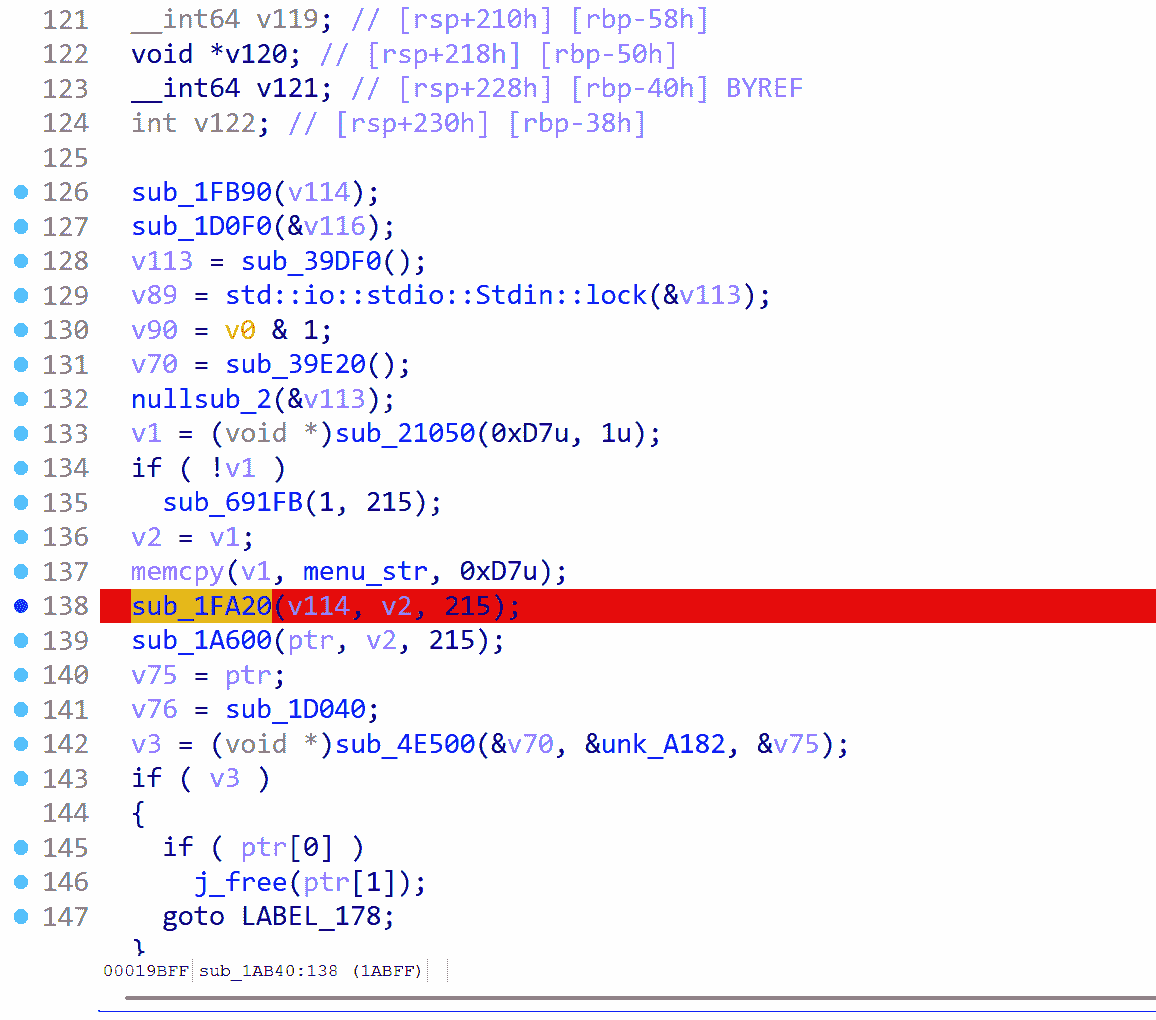 121 __int64 v119; // [rsp+210h] [rbp-58h]
122 void *v120; // [rsp+218h] [rbp-50h]
123 __int64 v121; // [rsp+228h] [rbp-40h] BYREF
124 int v122; // [rsp+230h] [rbp-38h]
125
126 sub_1FB90(v114);
127 sub_1D0F0(&v116);
128 v113 = sub_39DF0();
129 v89 = std::io::stdio::Stdin::lock(&v113);
130 v90 = v0 & 1;
131 v70 = sub_39E20();
132 nullsub_2(&v113);
133 v1 = (void *)sub_21050(0xD7u, 1u);
134 if ( !v1 )
135   sub_691FB(1, 215);
136 v2 = v1;
137 memcpy(v1, menu_str, 0xD7u);
138 sub_1FA20(v114, v2, 215);
139 sub_1A600(ptr, v2, 215);
140 v75 = ptr;
141 v76 = sub_1D040;
142 v3 = (void *)sub_4E500(&v70, &unk_A182, &v75);
143 if ( v3 )
144 {
145   if ( ptr[0] )
146     j_free(ptr[1]);
147   goto LABEL_178;
}
00019BFF sub_1AB40:138 (1ABFF)